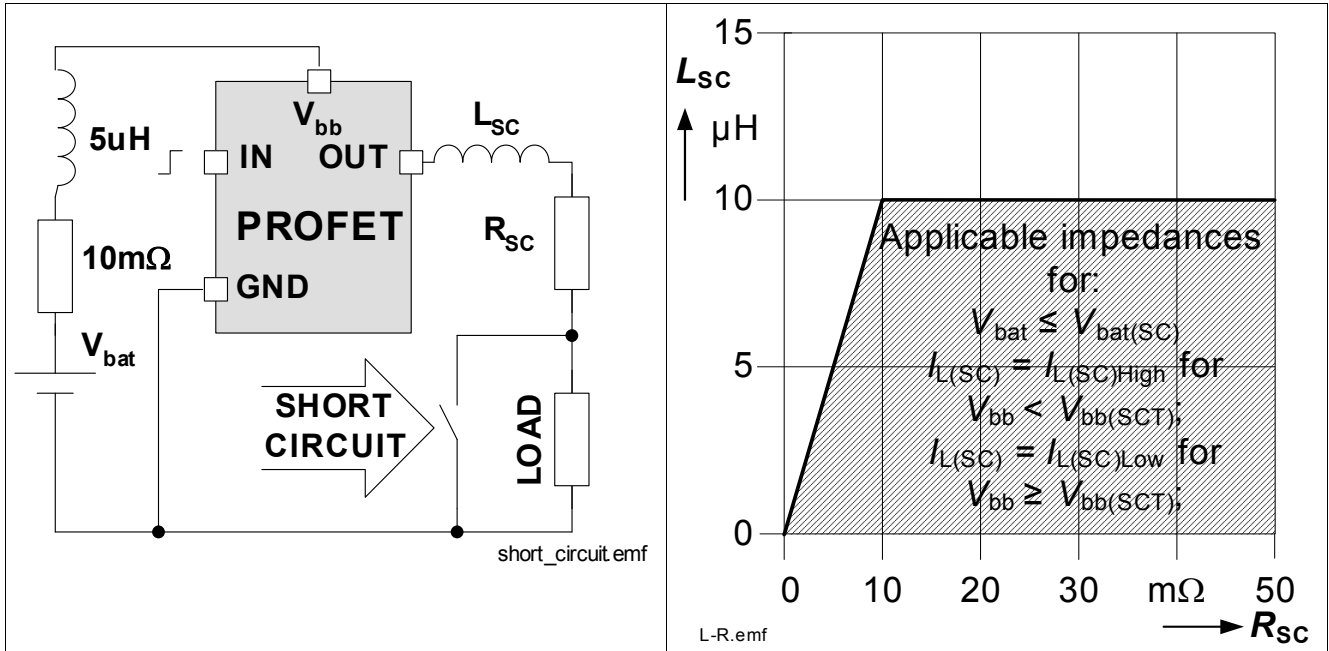 5uH
10mΩ
V_bat
V_bb
IN OUT
PROFET
GND
L_SC
R_SC
SHORT
CIRCUIT
LOAD
short_circuit.emf
L_SC
µH
15
10
5
0
Applicable impedances
for:
V_bat ≤ V_bat(SC)
I_L(SC) = I_L(SC)High for
V_bb < V_bb(SCT);
I_L(SC) = I_L(SC)Low for
V_bb ≥ V_bb(SCT);
0 10 20 30 mΩ 50
R_SC
L-R.emf